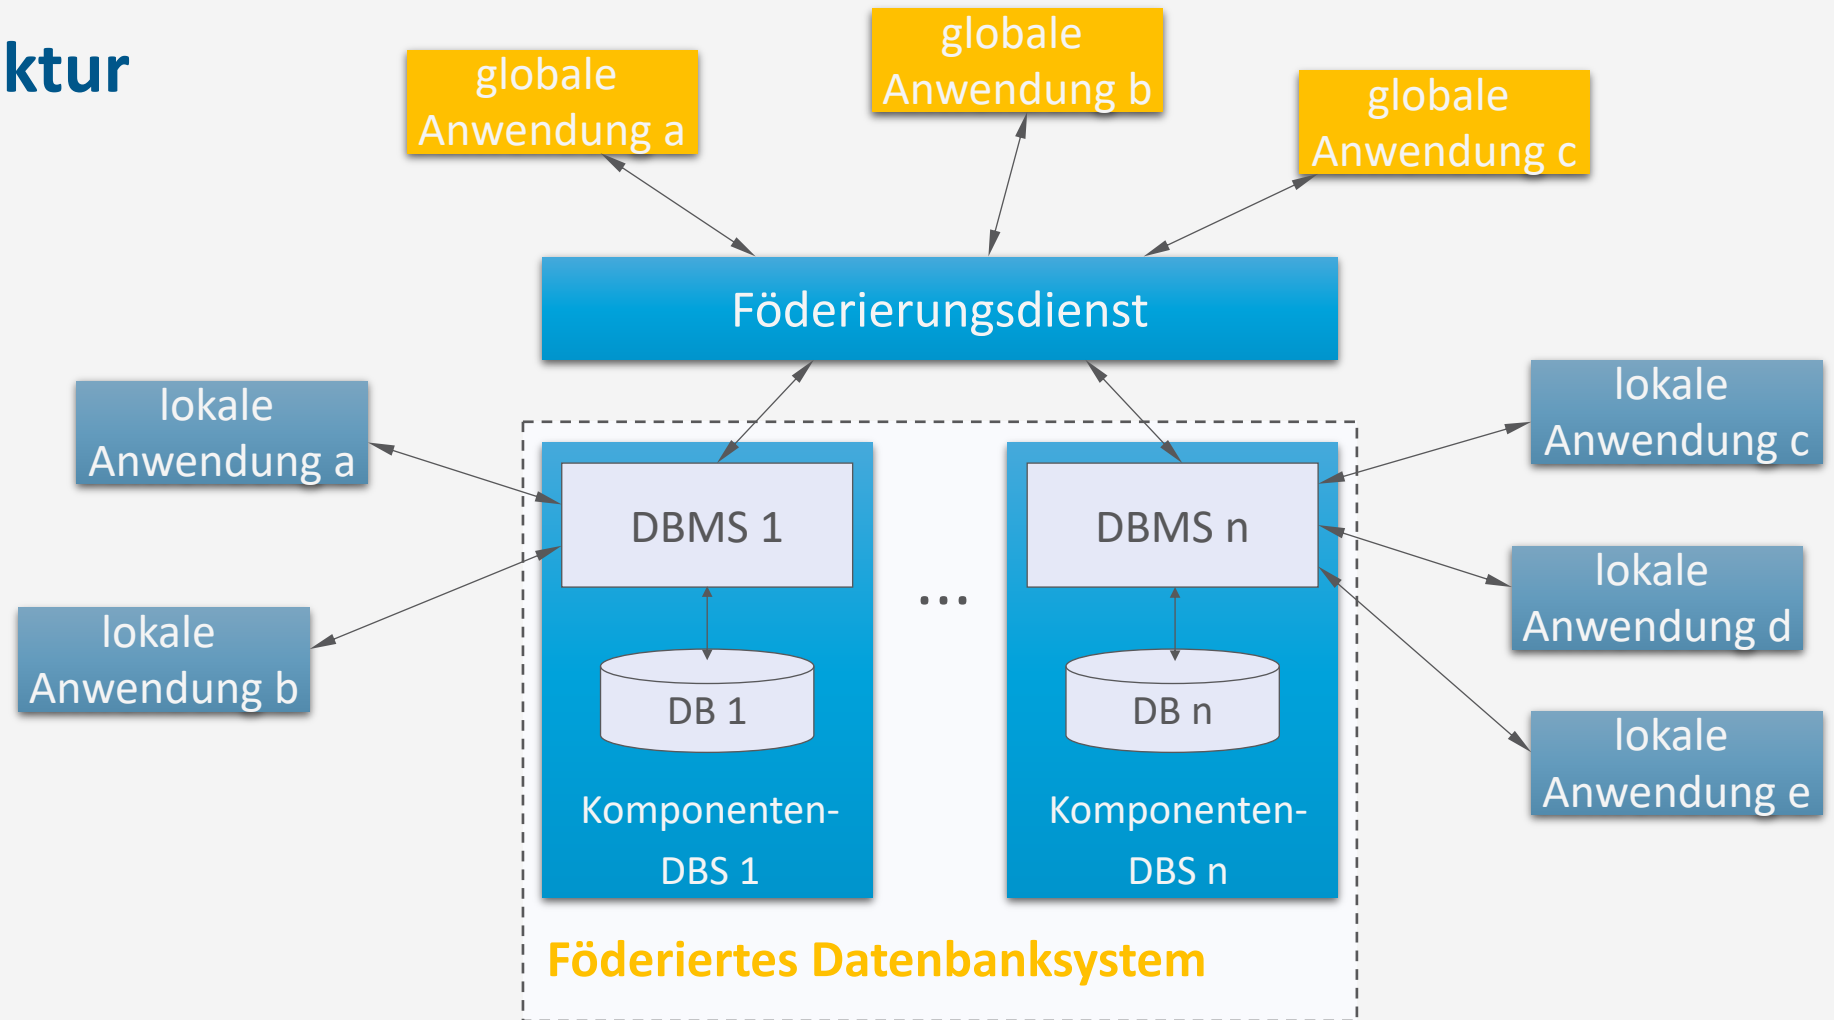 ktur
globale
Anwendung a
globale
Anwendung b
globale
Anwendung c
Föderierungsdienst
lokale
Anwendung a
lokale
Anwendung b
DBMS 1
DB 1
Komponenten-
DBS 1
...
DBMS n
DB n
Komponenten-
DBS n
lokale
Anwendung c
lokale
Anwendung d
lokale
Anwendung e
Föderiertes Datenbanksystem